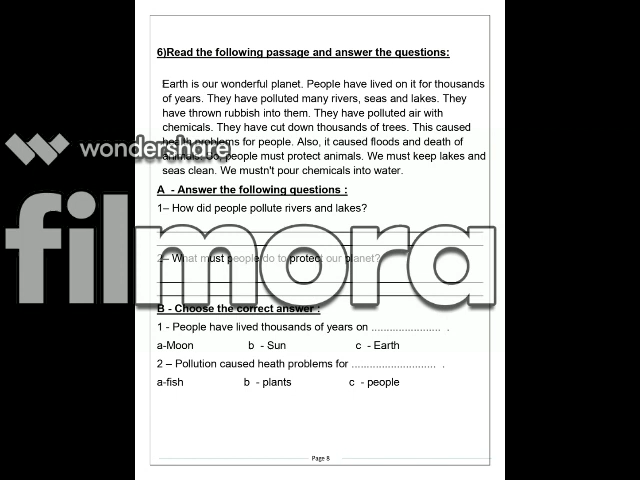 6)Read the following passage and answer the questions:
Earth is our wonderful planet. People have lived on it for thousands
of years. They have polluted many rivers, seas and lakes. They
have thrown rubbish into them. They have polluted air with
chemicals. They have cut down thousands of trees. This caused
health problems for people. Also, it caused floods and death of
animals. So, people must protect animals. We must keep lakes and
seas clean. We mustn't pour chemicals into water.
wondershare
filmora
A - Answer the following questions :
1– How did people pollute rivers and lakes?
2– What must people do to protect our planet?
B - Choose the correct answer :
1 - People have lived thousands of years on ....................... .
a-Moon b - Sun c - Earth
2 – Pollution caused heath problems for ............................ .
a-fish b - plants c - people
Page 8